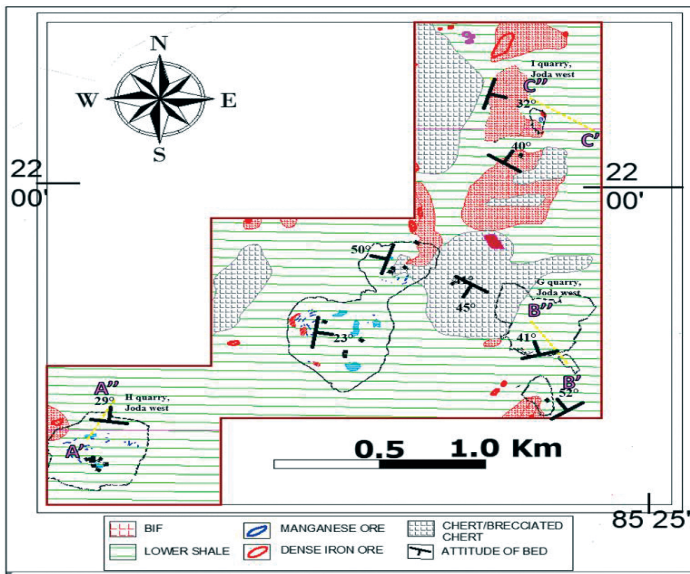 N
W E
S
I quarry,
Joda west
C"
32°
C'
40°
22
00'
22
00'
50°
45°
G quarry,
Joda west
B"
23°
41°
B'
52°
A"
29°
H quarry,
Joda west
A'
0.5 1.0 Km
85 25'
BIF MANGANESE ORE CHERT/BRECCIATED
CHERT
LOWER SHALE DENSE IRON ORE ATTITUDE OF BED